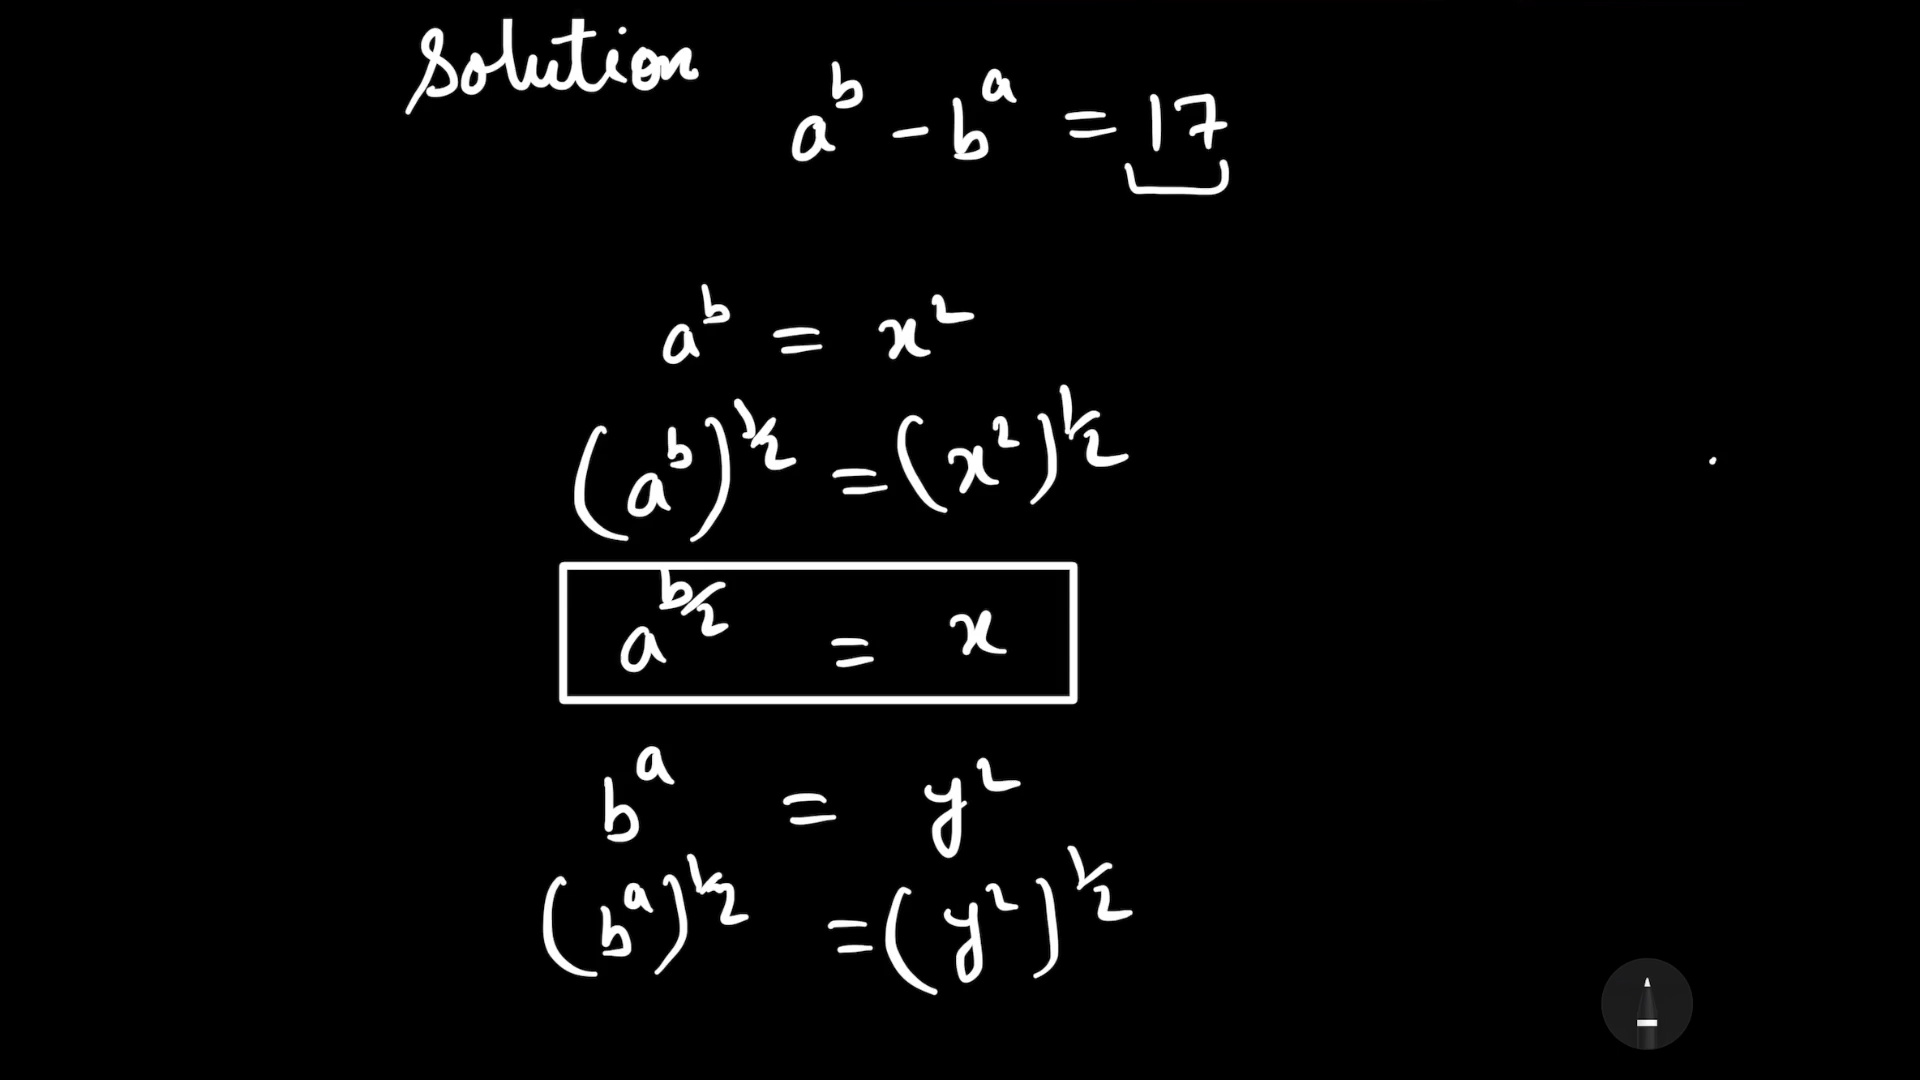 Solution
a^b - b^a = 17
a^b = x^2
(a^b)^1/2 = (x^2)^1/2
a^b/2 = x
b^a = y^2
(b^a)^1/2 = (y^2)^1/2